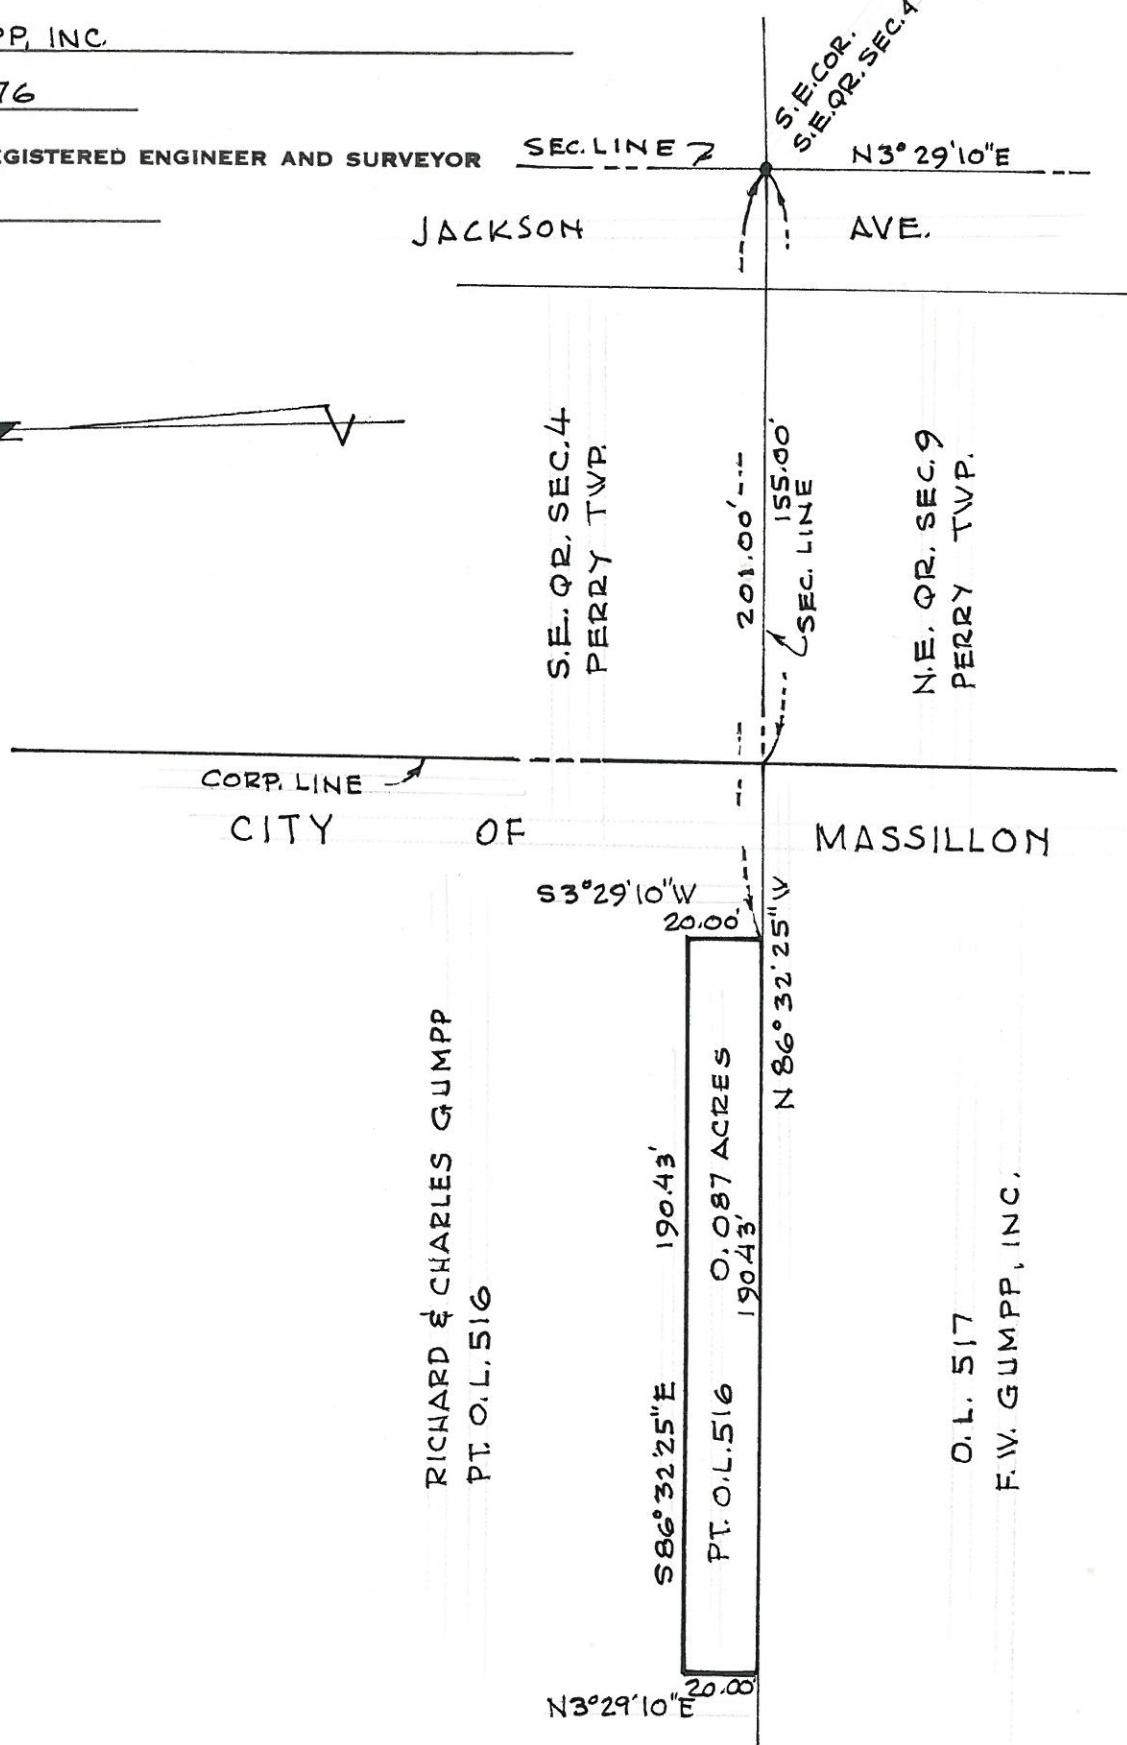 PP, INC.
76
EGISTERED ENGINEER AND SURVEYOR
S.E. COR.
S.E. QR. SEC. 4
SEC. LINE
N3° 29' 10" E
JACKSON AVE.
S.E. QR. SEC. 4
PERRY TWP.
201.00'
155.00'
SEC. LINE
N.E. QR. SEC. 9
PERRY TWP.
CORP. LINE
CITY OF MASSILLON
S3°29'10"W
20.00'
N 86° 32' 25" W
RICHARD & CHARLES GUMPP
PT. O.L. 516
S86° 32' 25" E 190.43'
PT. O.L. 516 0.087 ACRES
190.43'
O.L. 517
F.W. GUMPP, INC.
20.00'
N3°29'10"E